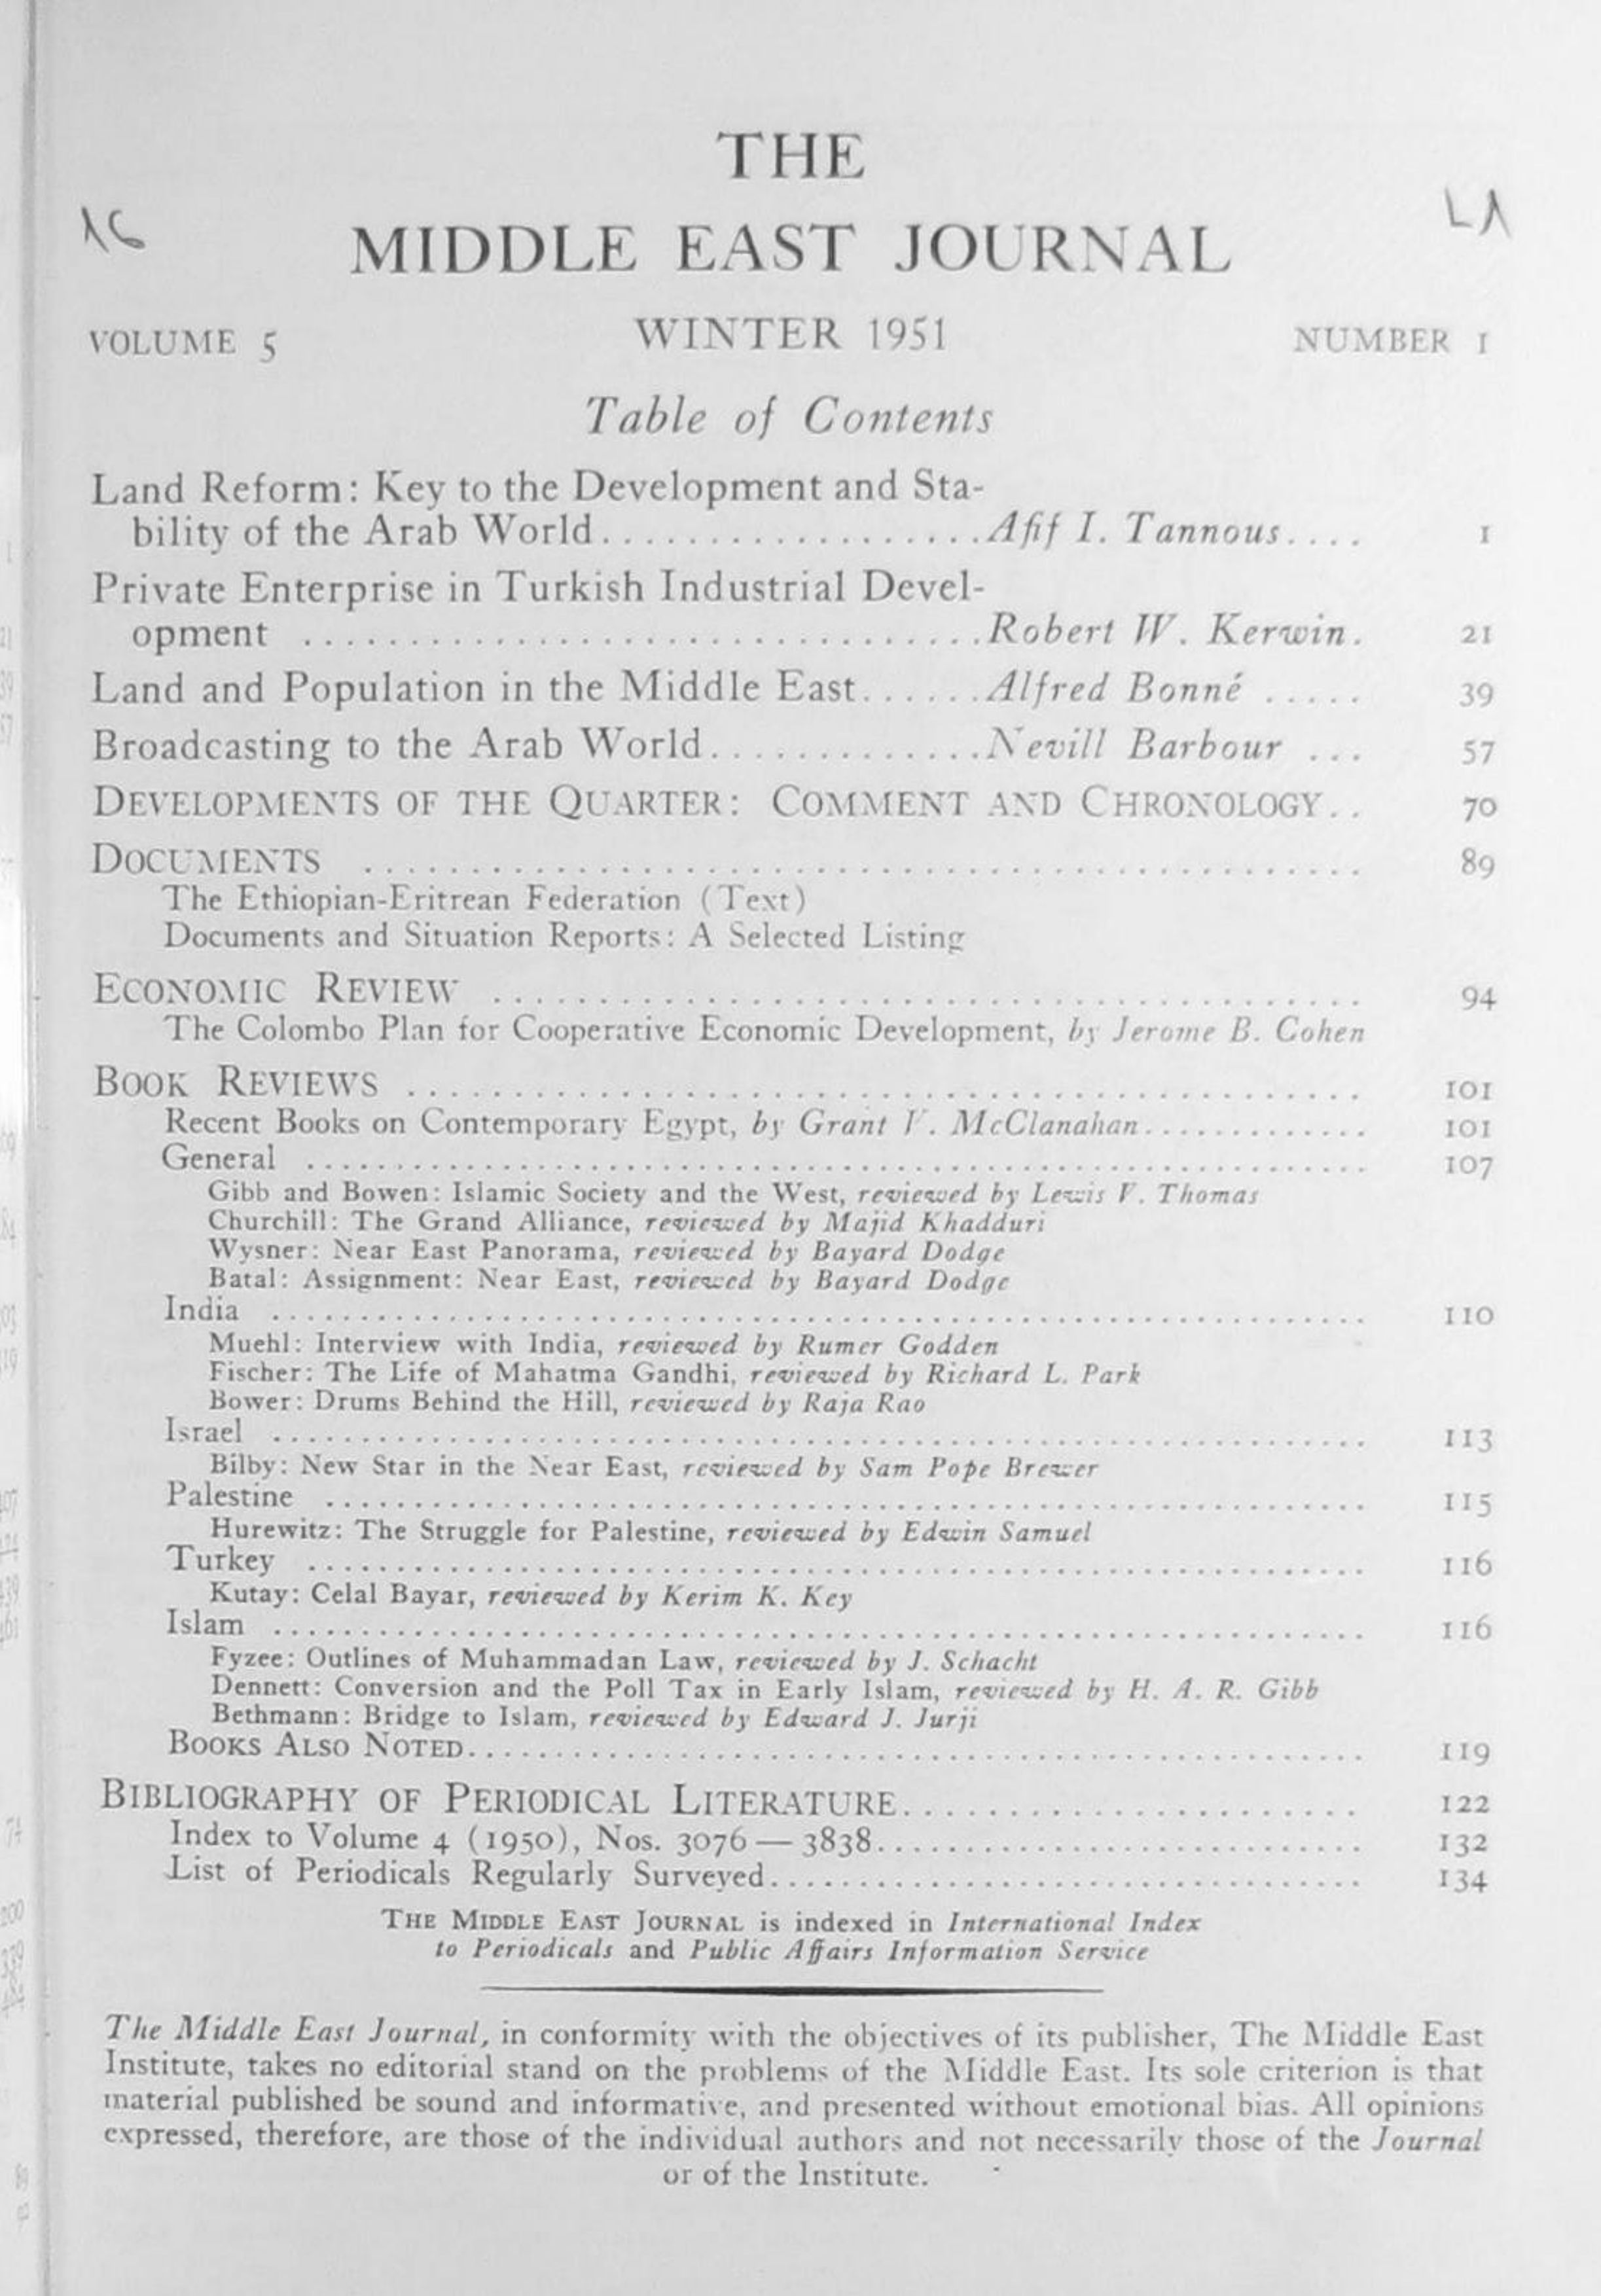 THE
MIDDLE EAST JOURNAL
VOLUME 5 WINTER 1951 NUMBER 1
Table of Contents
Land Reform: Key to the Development and Sta-
bility of the Arab World.................. Afif I. Tannous.... 1
Private Enterprise in Turkish Industrial Devel-
opment ................................ Robert W. Kerwin. 21
Land and Population in the Middle East...... Alfred Bonné ..... 39
Broadcasting to the Arab World............. Nevill Barbour ... 57
DEVELOPMENTS OF THE QUARTER: COMMENT AND CHRONOLOGY.. 70
DOCUMENTS ................................ 89
The Ethiopian-Eritrean Federation (Text)
Documents and Situation Reports: A Selected Listing
ECONOMIC REVIEW ................................ 94
The Colombo Plan for Cooperative Economic Development, by Jerome B. Cohen
BOOK REVIEWS ................................ 101
Recent Books on Contemporary Egypt, by Grant V. McClanahan............. 101
General ................................ 107
Gibb and Bowen: Islamic Society and the West, reviewed by Lewis V. Thomas
Churchill: The Grand Alliance, reviewed by Majid Khadduri
Wysner: Near East Panorama, reviewed by Bayard Dodge
Batal: Assignment: Near East, reviewed by Bayard Dodge
India ................................ 110
Muehl: Interview with India, reviewed by Rumer Godden
Fischer: The Life of Mahatma Gandhi, reviewed by Richard L. Park
Bower: Drums Behind the Hill, reviewed by Raja Rao
Israel ................................ 113
Bilby: New Star in the Near East, reviewed by Sam Pope Brewer
Palestine ................................ 115
Hurewitz: The Struggle for Palestine, reviewed by Edwin Samuel
Turkey ................................ 116
Kutay: Celal Bayar, reviewed by Kerim K. Key
Islam ................................ 116
Fyzee: Outlines of Muhammadan Law, reviewed by J. Schacht
Dennett: Conversion and the Poll Tax in Early Islam, reviewed by H. A. R. Gibb
Bethmann: Bridge to Islam, reviewed by Edward J. Jurji
BOOKS ALSO NOTED................................ 119
BIBLIOGRAPHY OF PERIODICAL LITERATURE...................... 122
Index to Volume 4 (1950), Nos. 3076—3838............................ 132
List of Periodicals Regularly Surveyed................................ 134
THE MIDDLE EAST JOURNAL is indexed in International Index
to Periodicals and Public Affairs Information Service
The Middle East Journal, in conformity with the objectives of its publisher, The Middle East
Institute, takes no editorial stand on the problems of the Middle East. Its sole criterion is that
material published be sound and informative, and presented without emotional bias. All opinions
expressed, therefore, are those of the individual authors and not necessarily those of the Journal
or of the Institute.